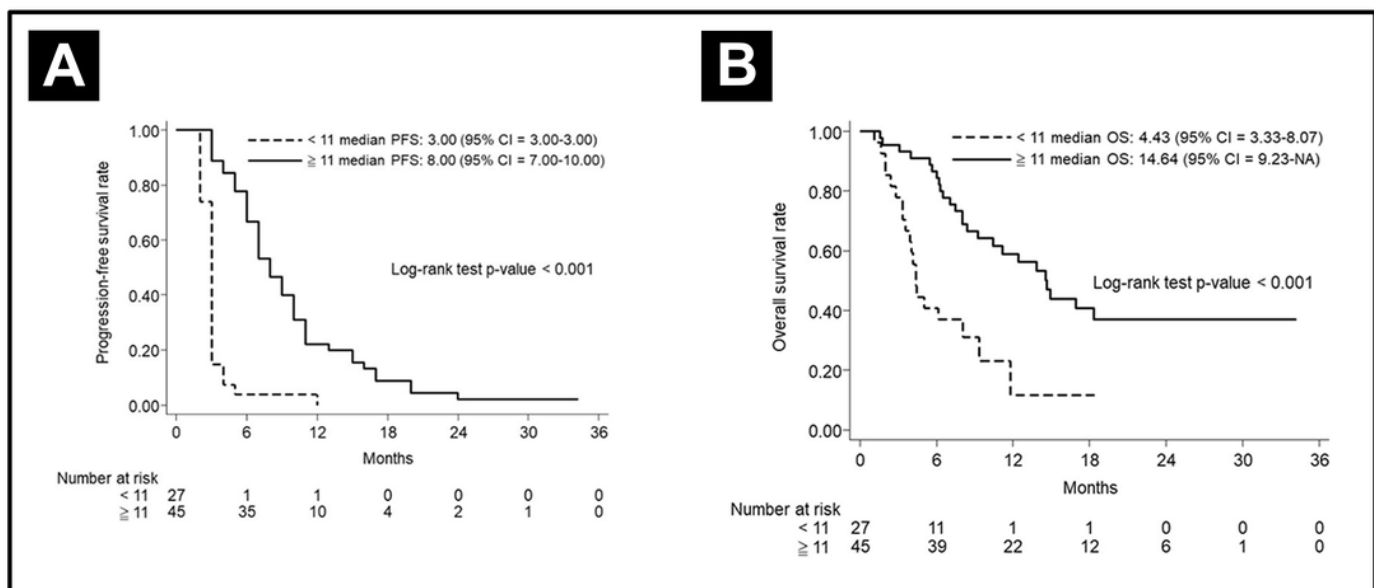 A
< 11 median PFS: 3.00 (95% CI = 3.00-3.00)
≧ 11 median PFS: 8.00 (95% CI = 7.00-10.00)
Log-rank test p-value < 0.001
Progression-free survival rate
1.00
0.80
0.60
0.40
0.20
0.00
0 6 12 18 24 30 36
Months
Number at risk
< 11 27 1 1 0 0 0 0
≧ 11 45 35 10 4 2 1 0
B
< 11 median OS: 4.43 (95% CI = 3.33-8.07)
≧ 11 median OS: 14.64 (95% CI = 9.23-NA)
Log-rank test p-value < 0.001
Overall survival rate
1.00
0.80
0.60
0.40
0.20
0.00
0 6 12 18 24 30 36
Months
Number at risk
< 11 27 11 1 1 0 0 0
≧ 11 45 39 22 12 6 1 0